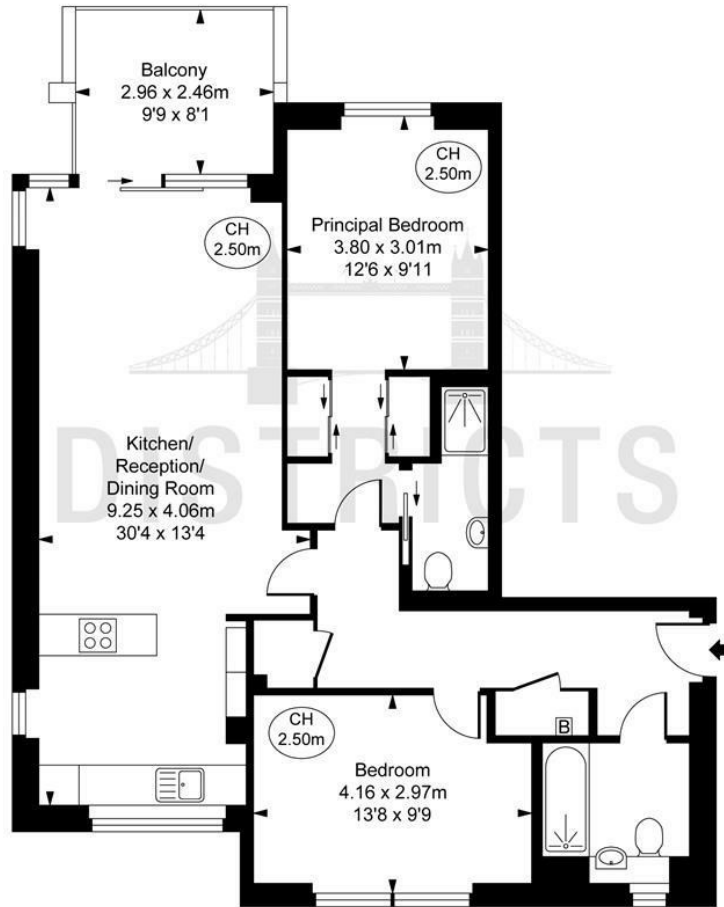 Balcony
2.96 x 2.46m
9'9 x 8'1
CH
2.50m
Principal Bedroom
3.80 x 3.01m
12'6 x 9'11
CH
2.50m
DISTRICTS
Kitchen/
Reception/
Dining Room
9.25 x 4.06m
30'4 x 13'4
B
CH
2.50m
Bedroom
4.16 x 2.97m
13'8 x 9'9